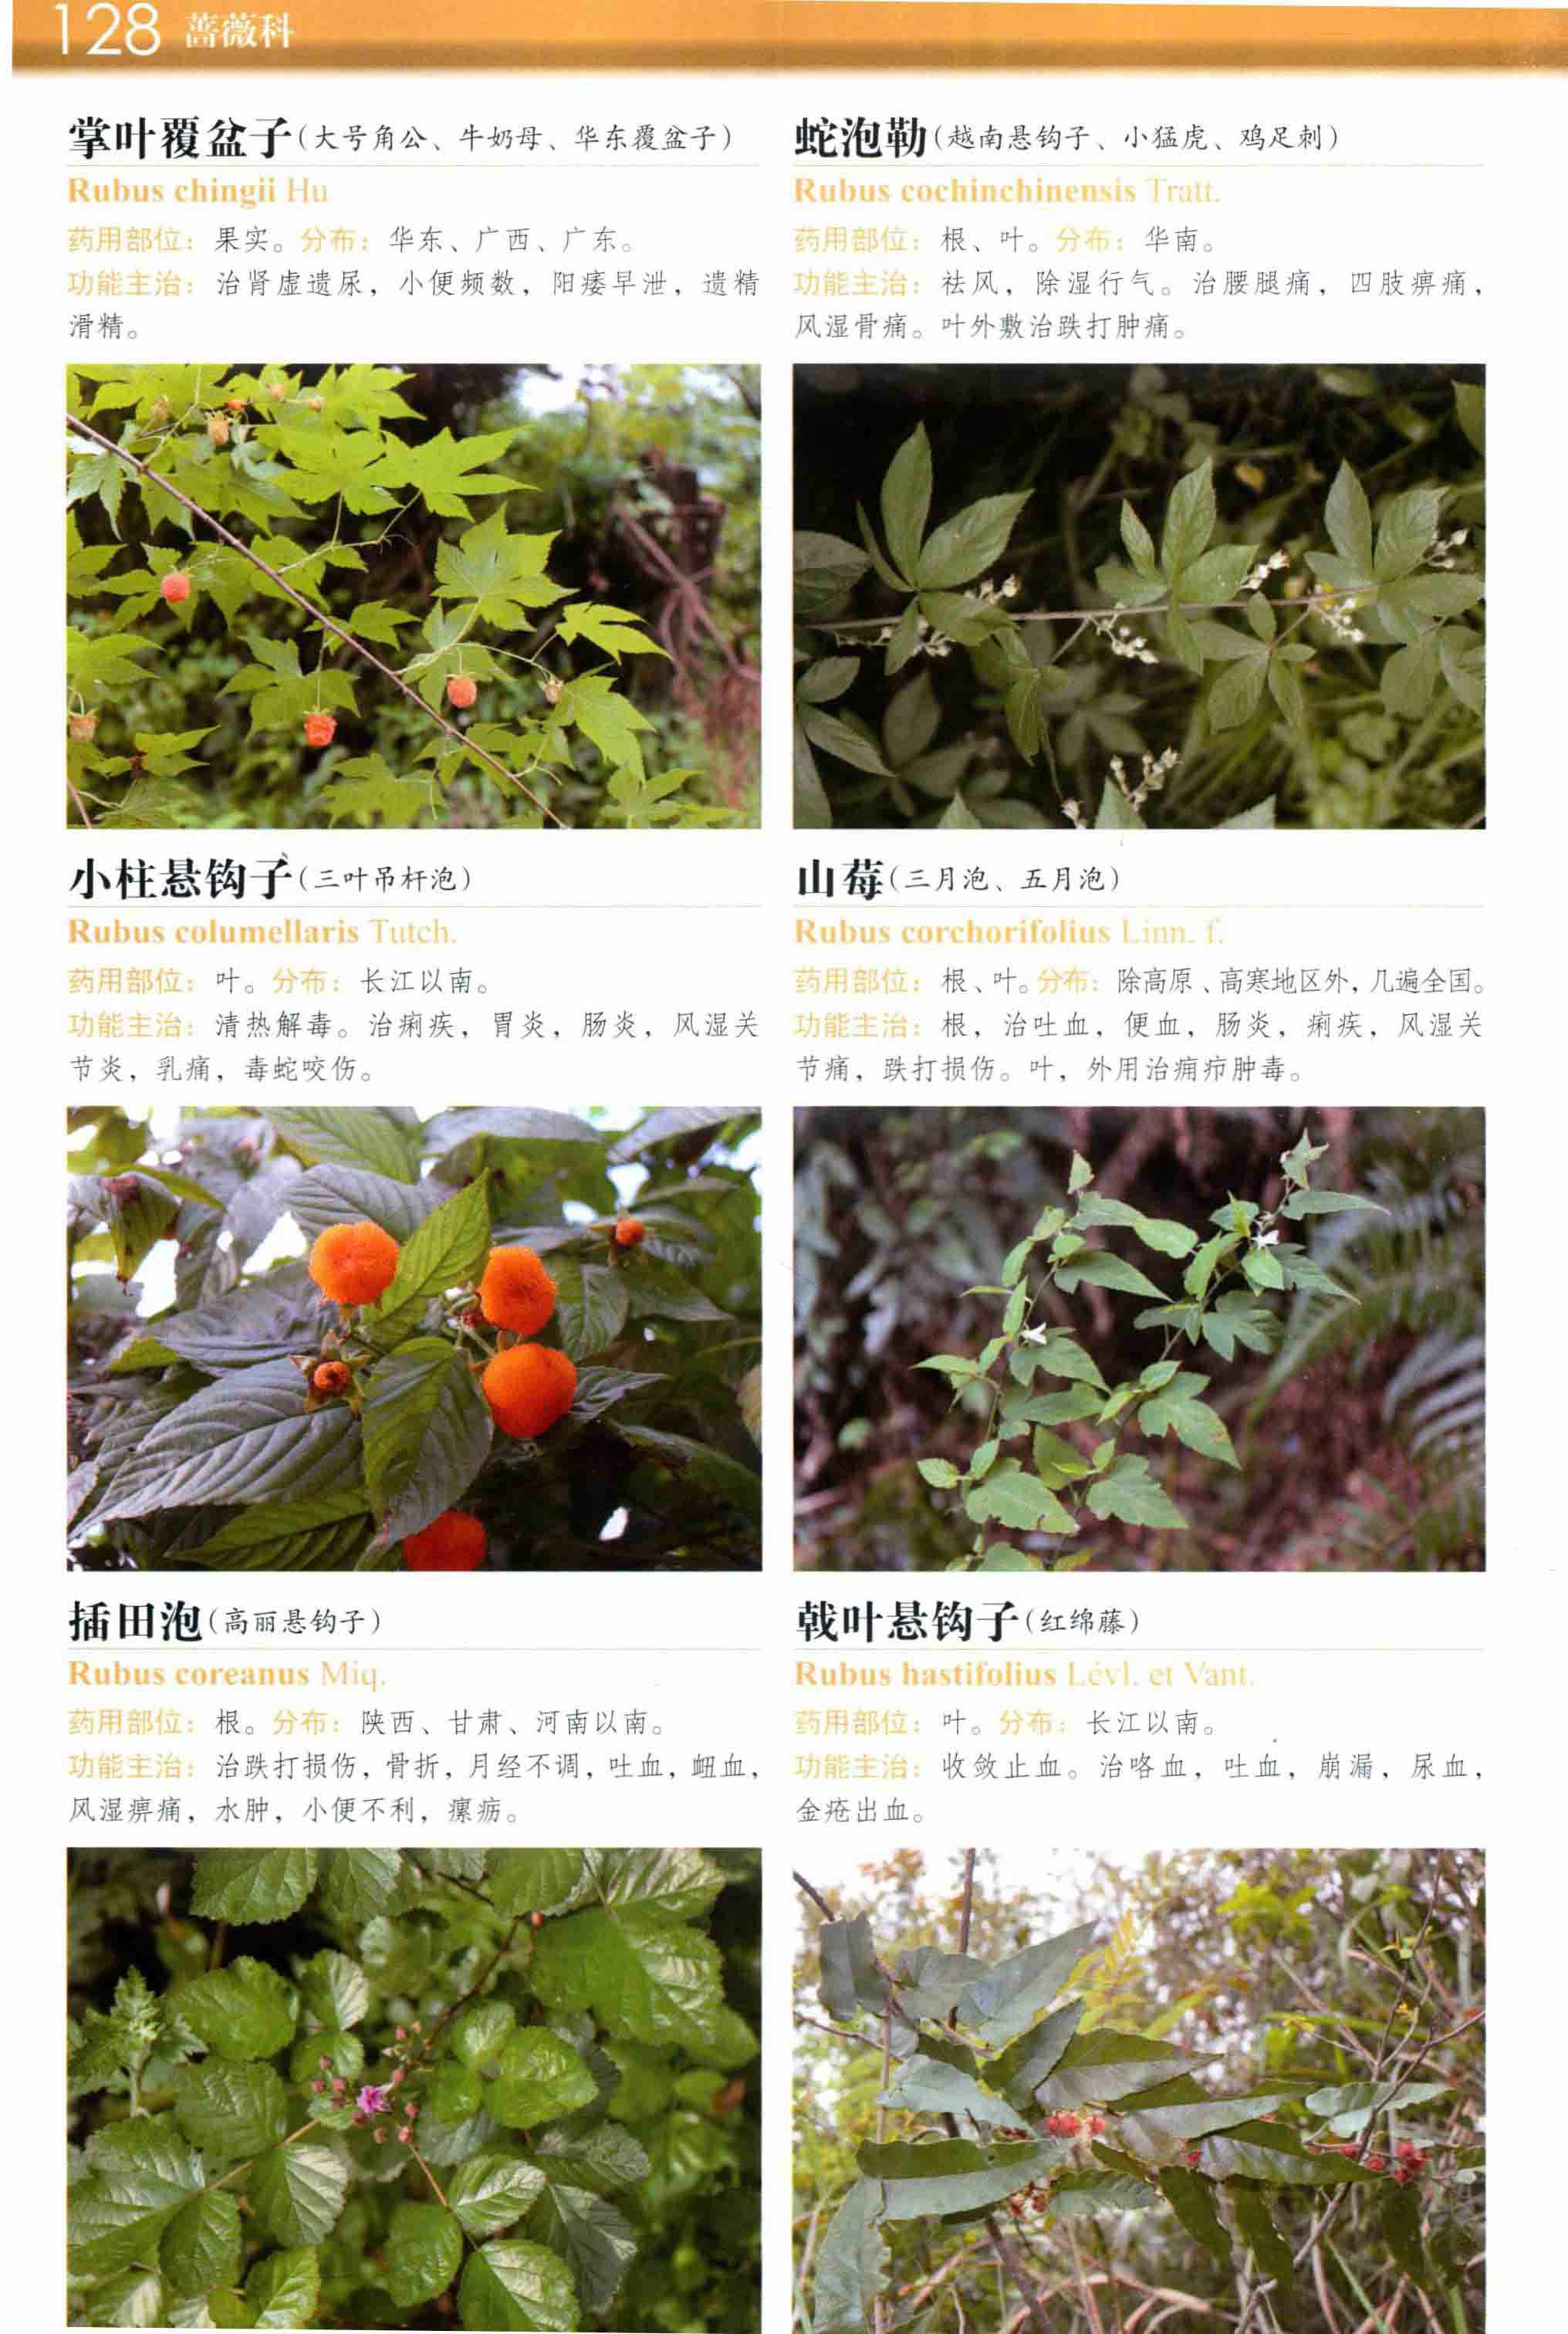 128 蔷薇科
掌叶覆盆子(大号角公、牛奶母、华东覆盆子)
Rubus chingii Hu
药用部位：果实。分布：华东、广西、广东。
功能主治：治肾虚遗尿，小便频数，阳痿早泄，遗精
滑精。
蛇泡勒(越南悬钩子、小猛虎、鸡足刺)
Rubus cochinchinensis Tratt.
药用部位：根、叶。分布：华南。
功能主治：祛风，除湿行气。治腰腿痛，四肢痹痛，
风湿骨痛。叶外敷治跌打肿痛。
小柱悬钩子(三叶吊杆泡)
Rubus columellaris Tutch.
药用部位：叶。分布：长江以南。
功能主治：清热解毒。治痢疾，胃炎，肠炎，风湿关
节炎，乳痛，毒蛇咬伤。
山莓(三月泡、五月泡)
Rubus corchorifolius Linn. f.
药用部位：根、叶。分布：除高原、高寒地区外，几遍全国。
功能主治：根，治吐血，便血，肠炎，痢疾，风湿关
节痛，跌打损伤。叶，外用治痈疖肿毒。
插田泡(高丽悬钩子)
Rubus coreanus Miq.
药用部位：根。分布：陕西、甘肃、河南以南。
功能主治：治跌打损伤，骨折，月经不调，吐血，衄血，
风湿痹痛，水肿，小便不利，瘰疬。
戟叶悬钩子(红绵藤)
Rubus hastifolius Lévl. et Vant.
药用部位：叶。分布：长江以南。
功能主治：收敛止血。治咯血，吐血，崩漏，尿血，
金疮出血。